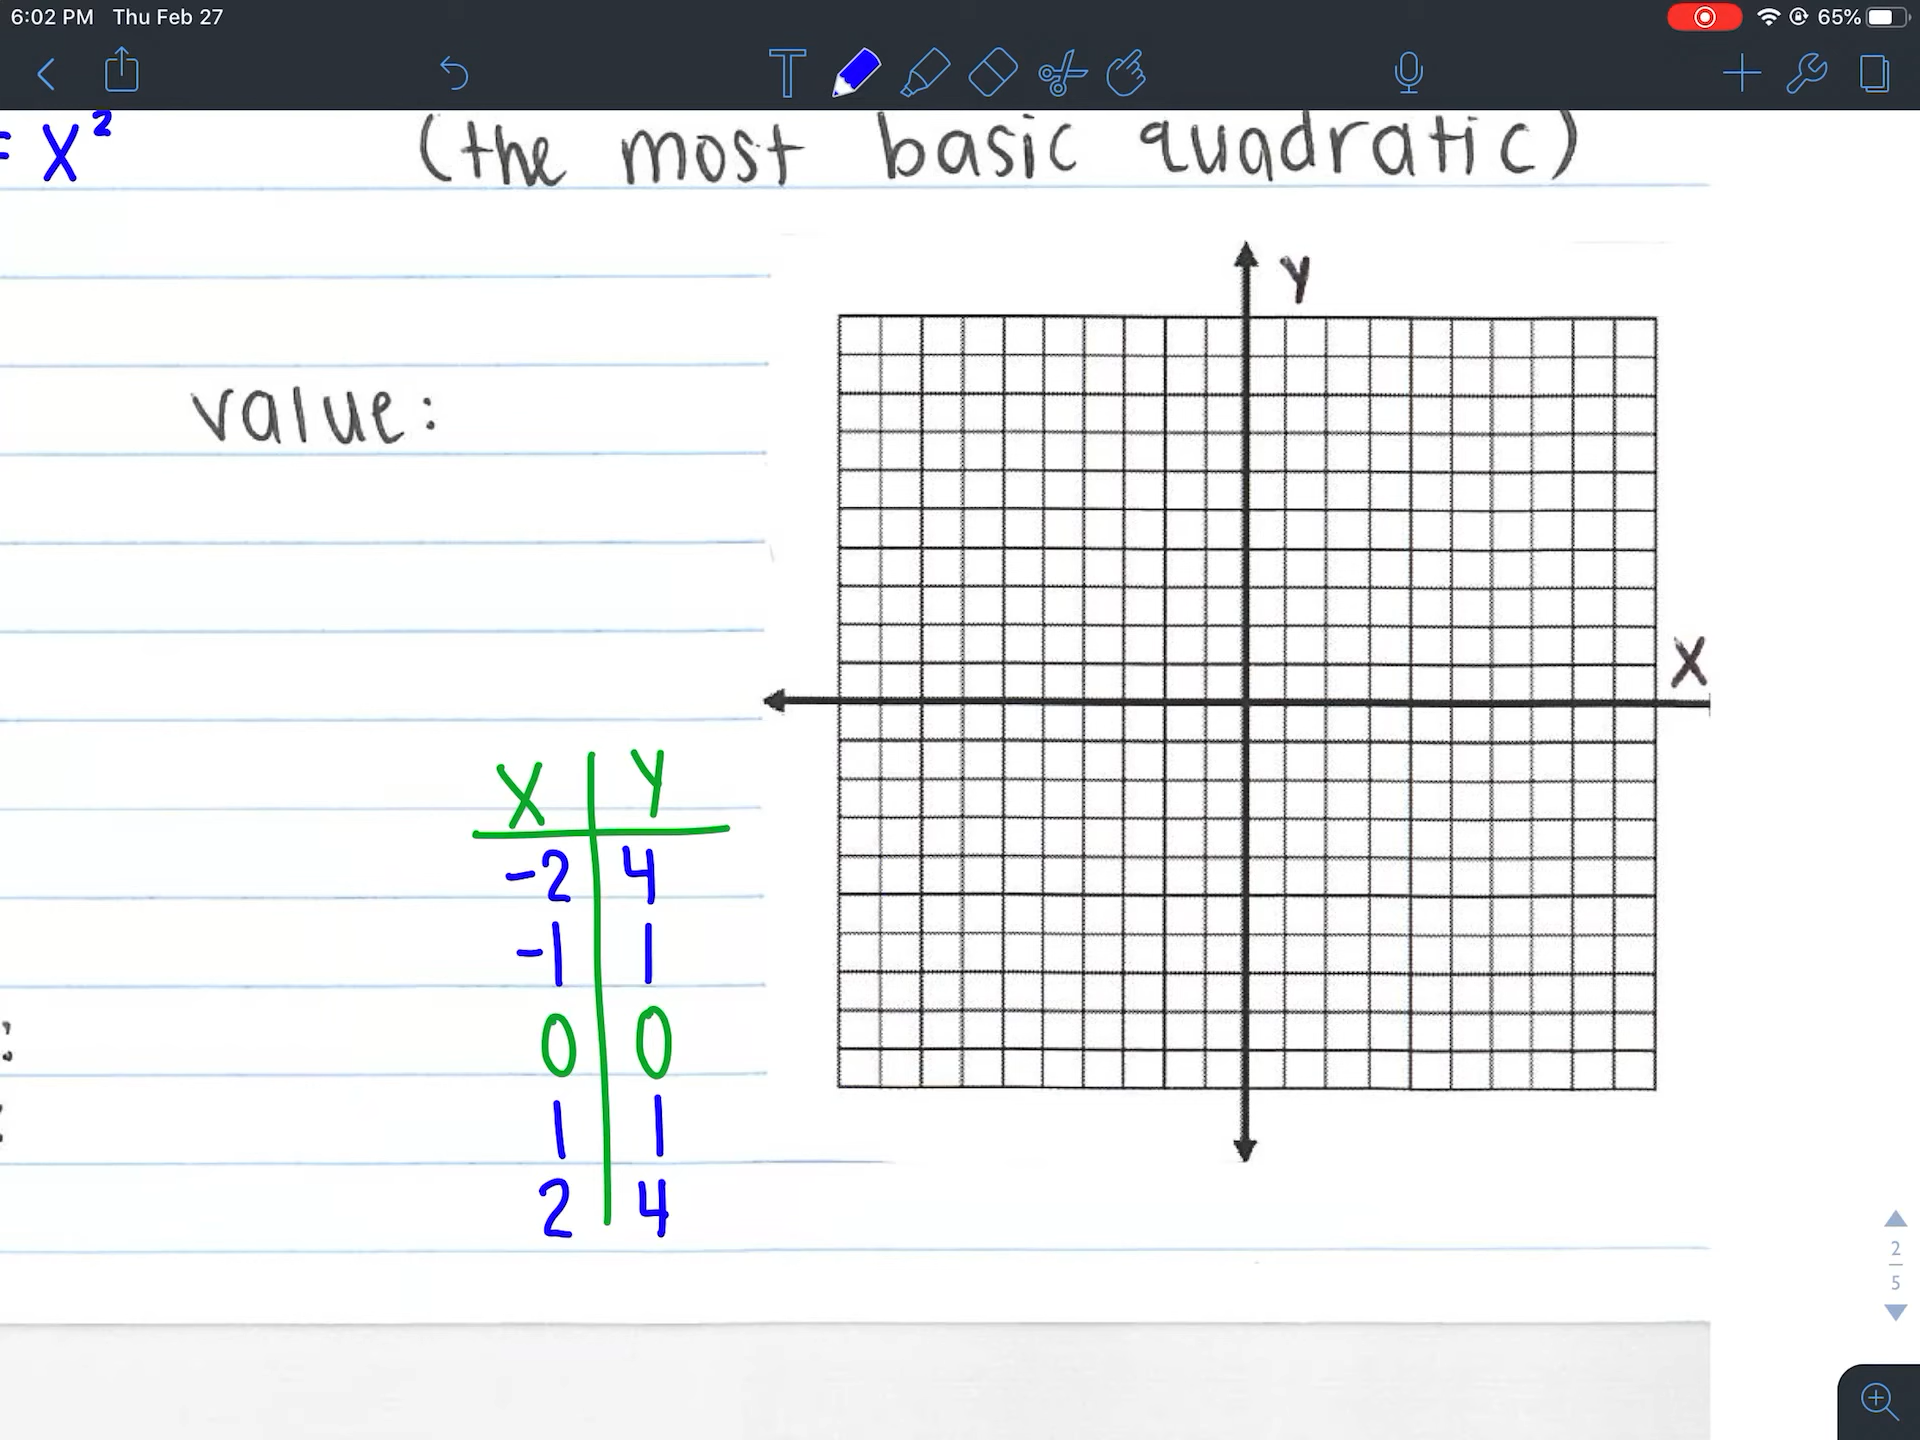 6:02 PM Thu Feb 27
65%
= X²
(the most basic quadratic)
Y
value:
X
X Y
-2 4
-1 1
0 0
1 1
2 4
2
5